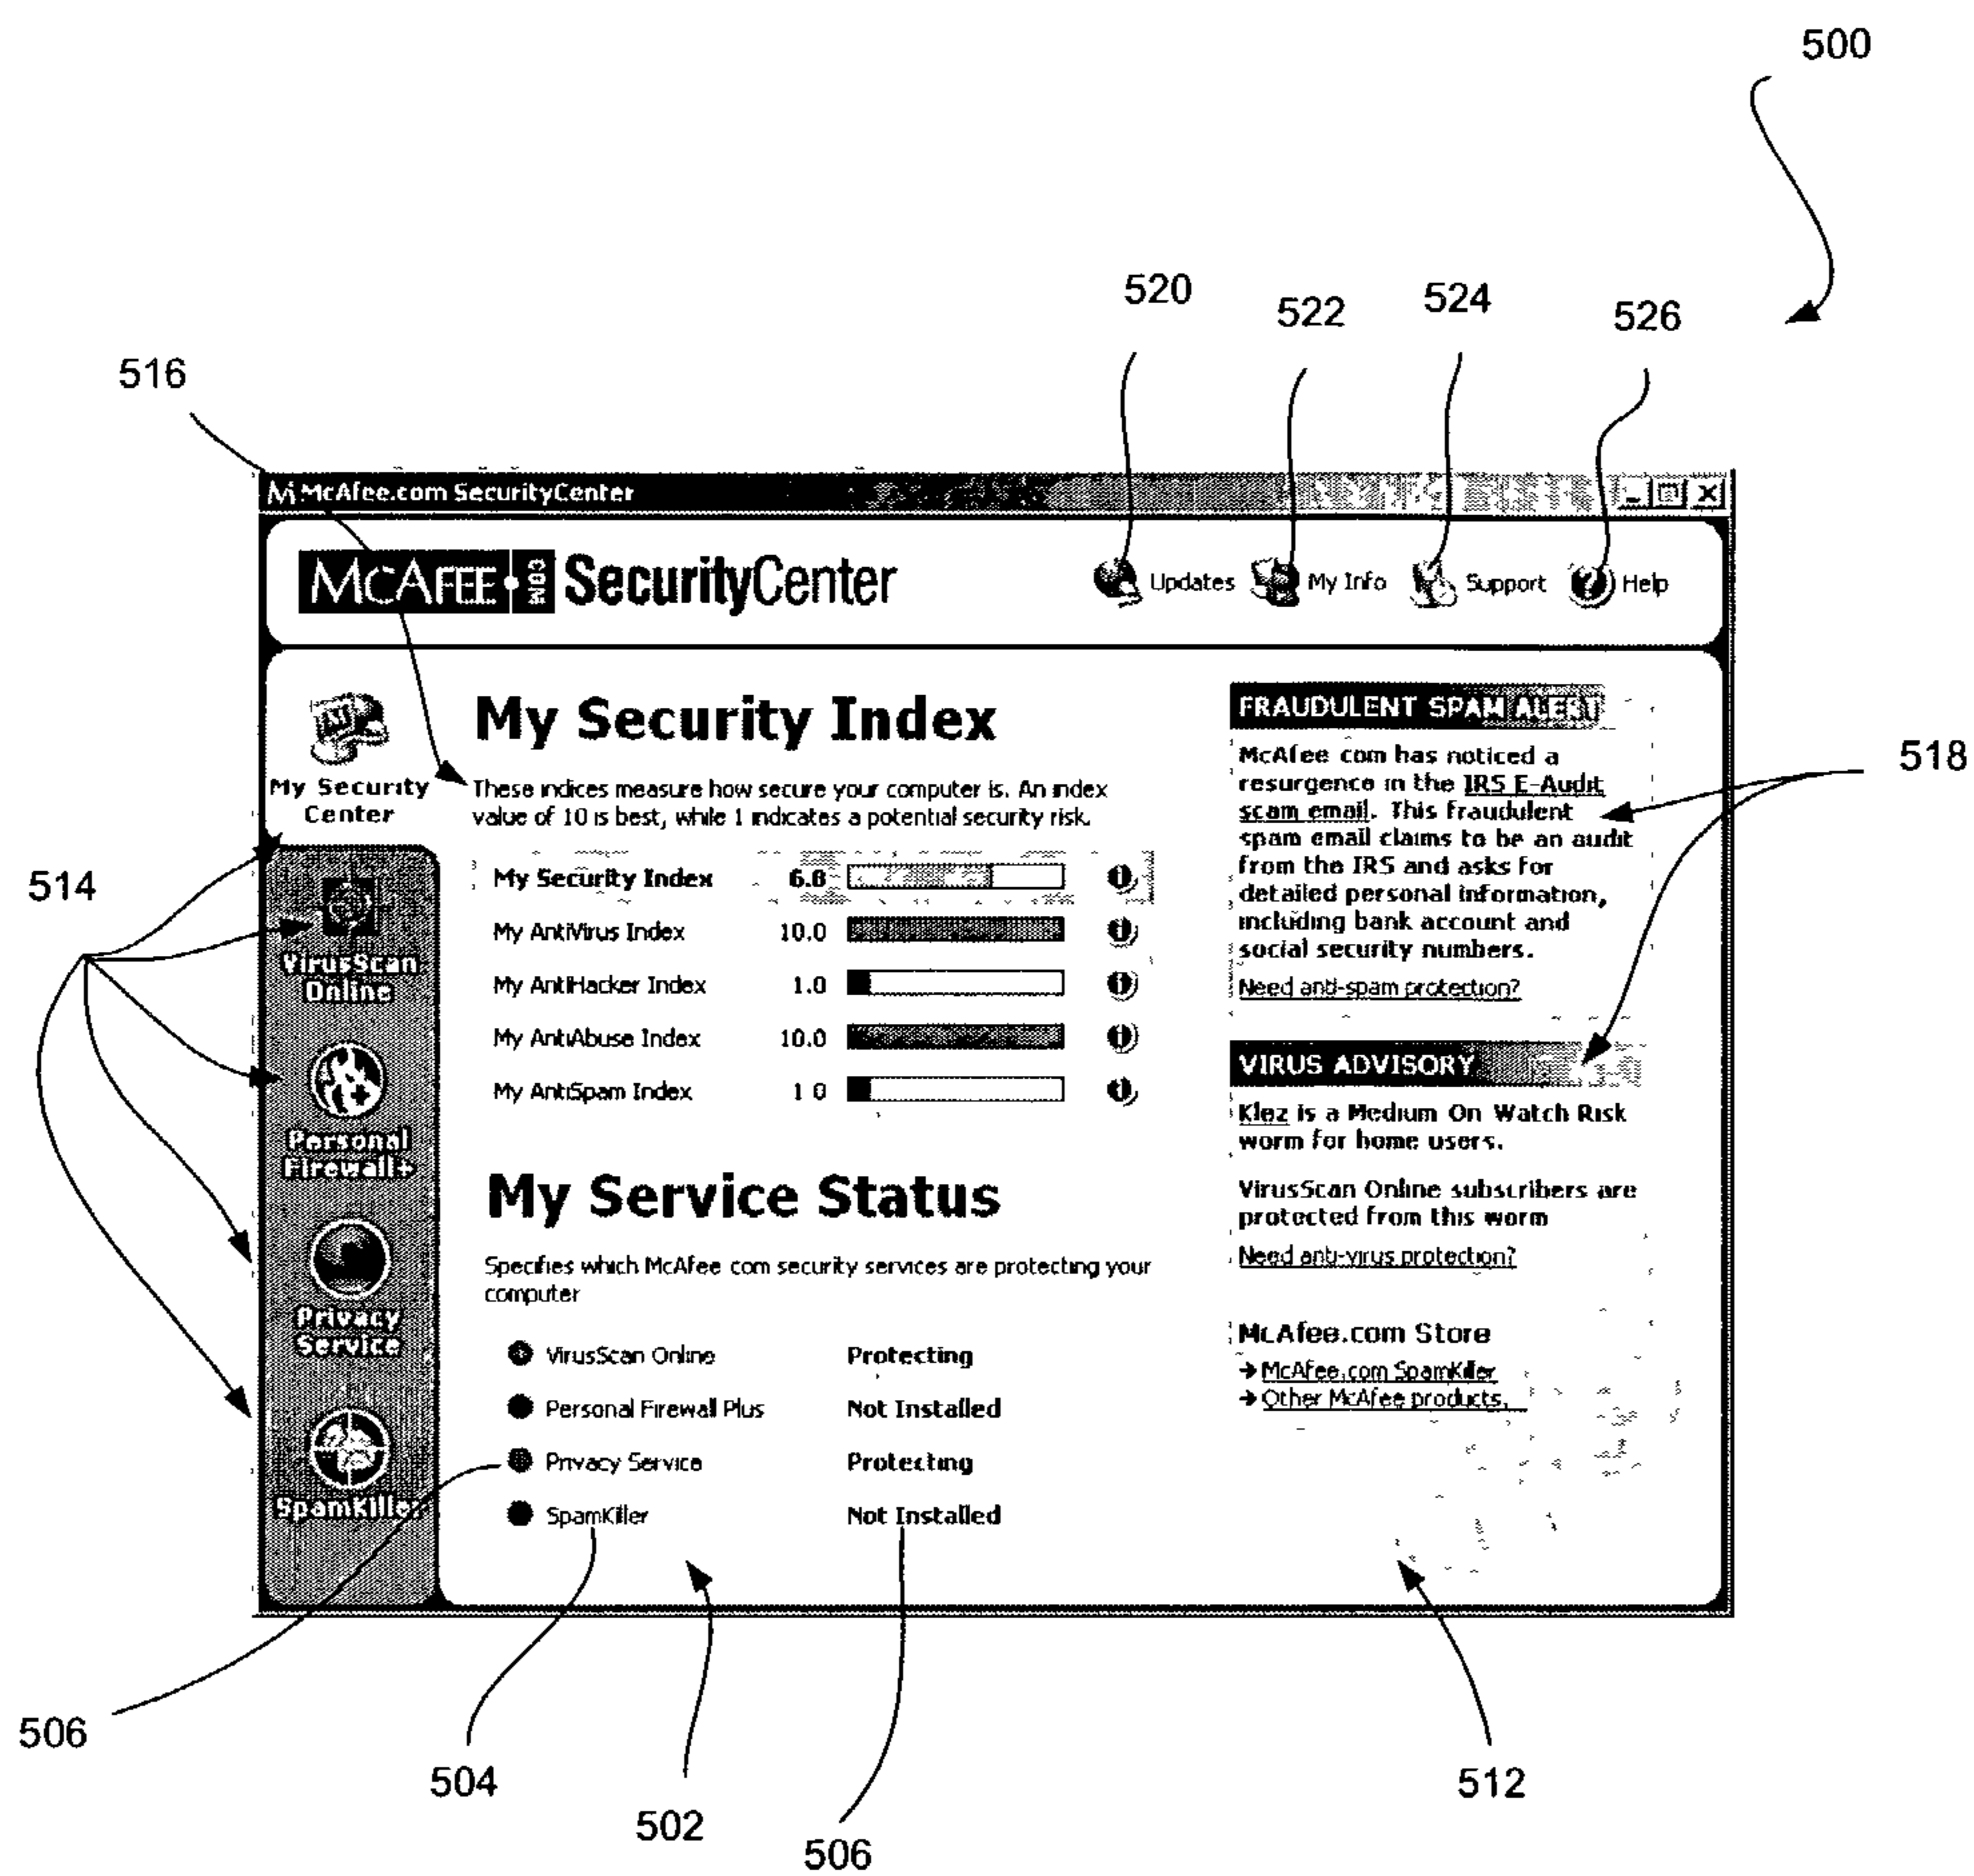 500
520
522
524
526
516
McAfee.com SecurityCenter
McAFEE.COM SecurityCenter
Updates
My Info
Support
Help
My Security
Center
514
VirusScan
Online
Personal
Firewall+
Privacy
Service
SpamKiller
My Security Index
These indices measure how secure your computer is. An index
value of 10 is best, while 1 indicates a potential security risk.
My Security Index 6.8
My AntiVirus Index 10.0
My AntiHacker Index 1.0
My AntiAbuse Index 10.0
My AntiSpam Index 1 0
My Service Status
Specifies which McAfee com security services are protecting your
computer
VirusScan Online Protecting
Personal Firewall Plus Not Installed
Privacy Service Protecting
SpamKiller Not Installed
FRAUDULENT SPAM ALERT
McAfee com has noticed a
resurgence in the IRS E-Audit
scam email. This fraudulent
spam email claims to be an audit
from the IRS and asks for
detailed personal information,
including bank account and
social security numbers.
Need anti-spam protection?
518
VIRUS ADVISORY
Klez is a Medium On Watch Risk
worm for home users.
VirusScan Online subscribers are
protected from this worm
Need anti-virus protection?
McAfee.com Store
McAfee.com SpamKiller
Other McAfee products...
506
504
502
506
512